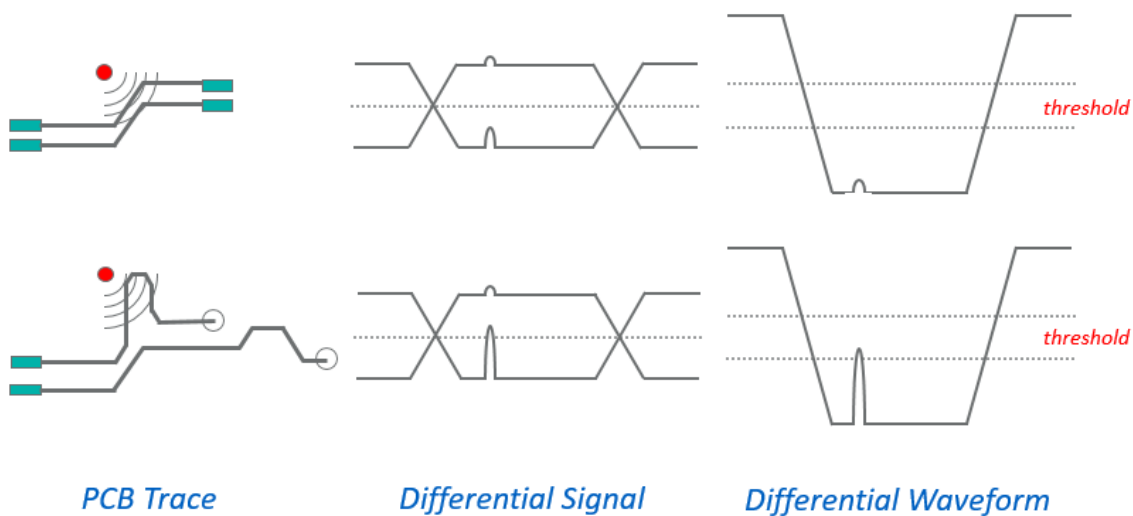 threshold
threshold
PCB Trace
Differential Signal
Differential Waveform